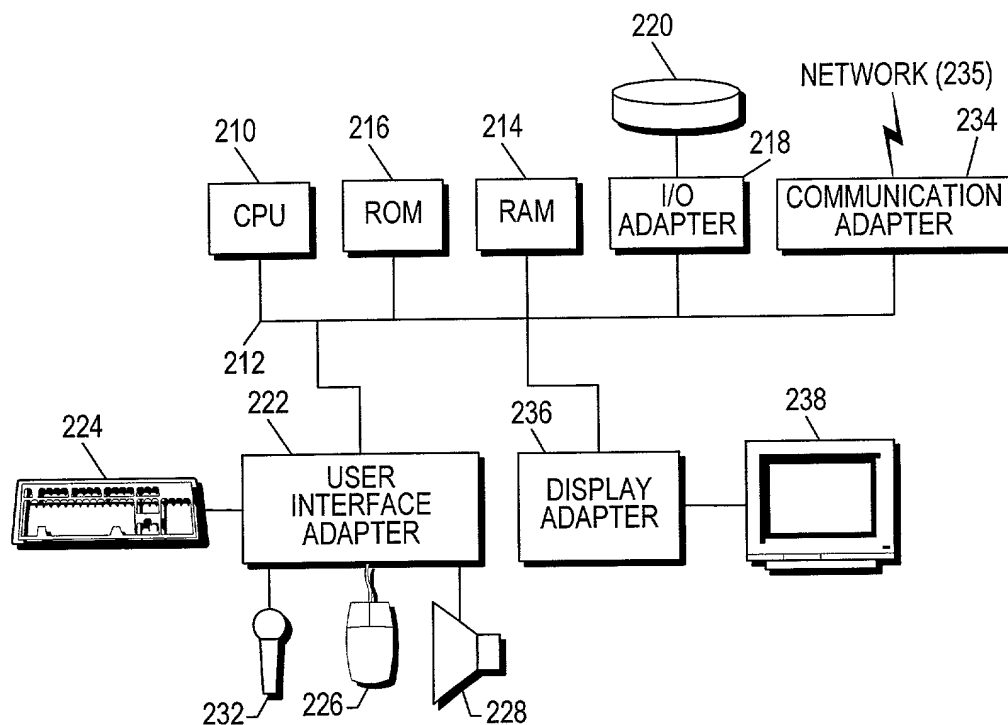 220
NETWORK (235)
210
216
214
218
234
CPU
ROM
RAM
I/O
ADAPTER
COMMUNICATION
ADAPTER
212
222
236
238
224
USER
INTERFACE
ADAPTER
DISPLAY
ADAPTER
232
226
228